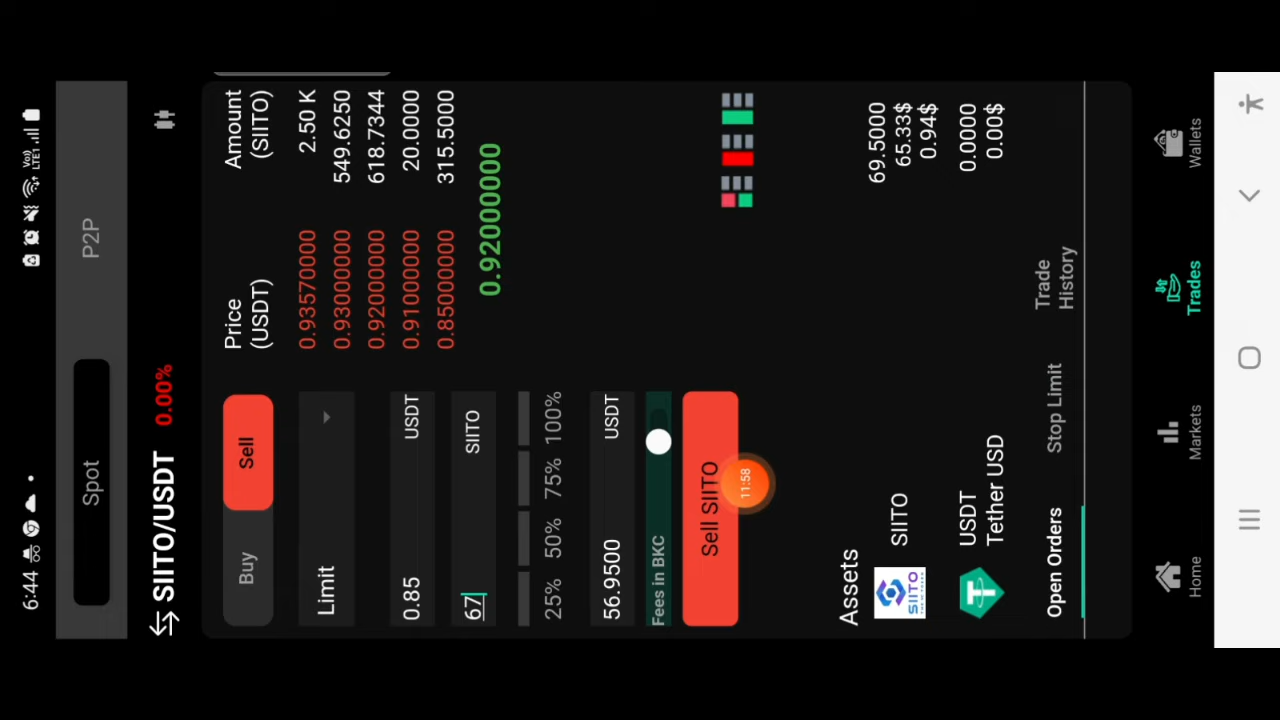 6:44
LTE1
Vo)
Spot
P2P
SIITO/USDT 0.00%
Buy
Sell
Limit
0.85 USDT
67 SIITO
25% 50% 75% 100%
56.9500 USDT
Fees in BKC
Sell SIITO
11:58
Price
(USDT)
Amount
(SIITO)
0.93570000 2.50 K
0.93000000 549.6250
0.92000000 618.7344
0.91000000 20.0000
0.85000000 315.5000
0.92000000
Assets
SIITO
SIITO
69.5000
65.33$
0.94$
USDT
Tether USD
0.0000
0.00$
Open Orders
Stop Limit
Trade
History
Home
Markets
Trades
Wallets